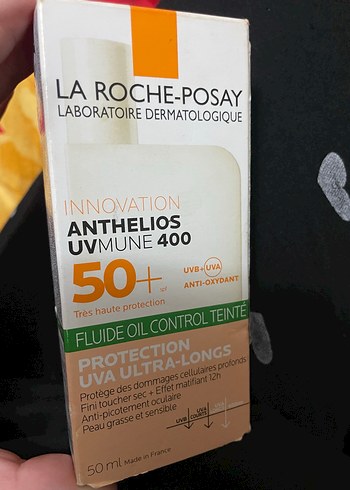 LA ROCHE-POSAY
LABORATOIRE DERMATOLOGIQUE
INNOVATION
ANTHELIOS
UVMUNE 400
50+
Très haute protection
UVB+UVA
ANTI-OXYDANT
FLUIDE OIL CONTROL TEINTÉ
PROTECTION
UVA ULTRA-LONGS
Protège des dommages cellulaires profonds
Fini toucher sec + Effet matifiant 12h
Anti-picotement oculaire
Peau grasse et sensible
UVB
UVA
COURTS
50 ml Made in France